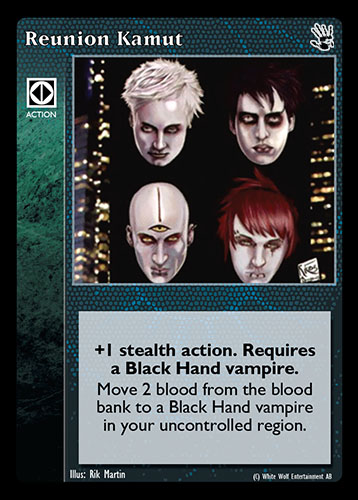 Reunion Kamut
ACTION
+1 stealth action. Requires
a Black Hand vampire.
Move 2 blood from the blood
bank to a Black Hand vampire
in your uncontrolled region.
Illus: Rik Martin
(C) White Wolf Entertainment AB